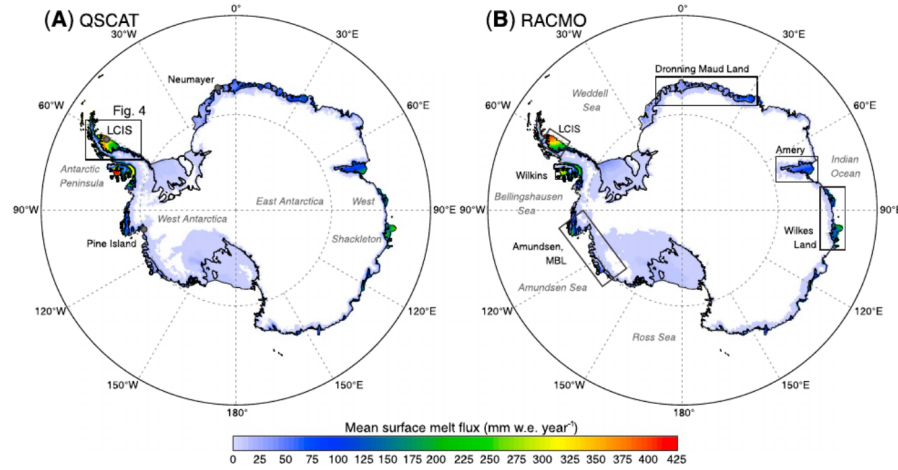 (A) QSCAT
0°
30°W
30°E
Neumayer
60°W
60°E
Fig. 4
LCIS
Antarctic
Peninsula
East Antarctica
West
90°W
90°E
West Antarctica
Shackleton
Pine Island
120°W
120°E
150°W
150°E
180°
(B) RACMO
0°
30°W
30°E
Dronning Maud Land
Weddell
Sea
60°W
60°E
LCIS
Amery
Wilkins
Indian
Ocean
Bellingshausen
Sea
90°W
90°E
Wilkes
Land
Amundsen,
MBL
Amundsen Sea
Ross Sea
120°W
120°E
150°W
150°E
180°
Mean surface melt flux (mm w.e. year⁻¹)
0 25 50 75 100 125 150 175 200 225 250 275 300 325 350 375 400 425